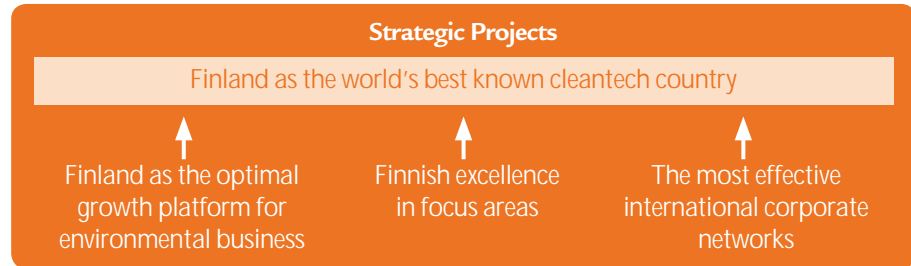 Strategic Projects
Finland as the world's best known cleantech country
Finland as the optimal
growth platform for
environmental business
Finnish excellence
in focus areas
The most effective
international corporate
networks